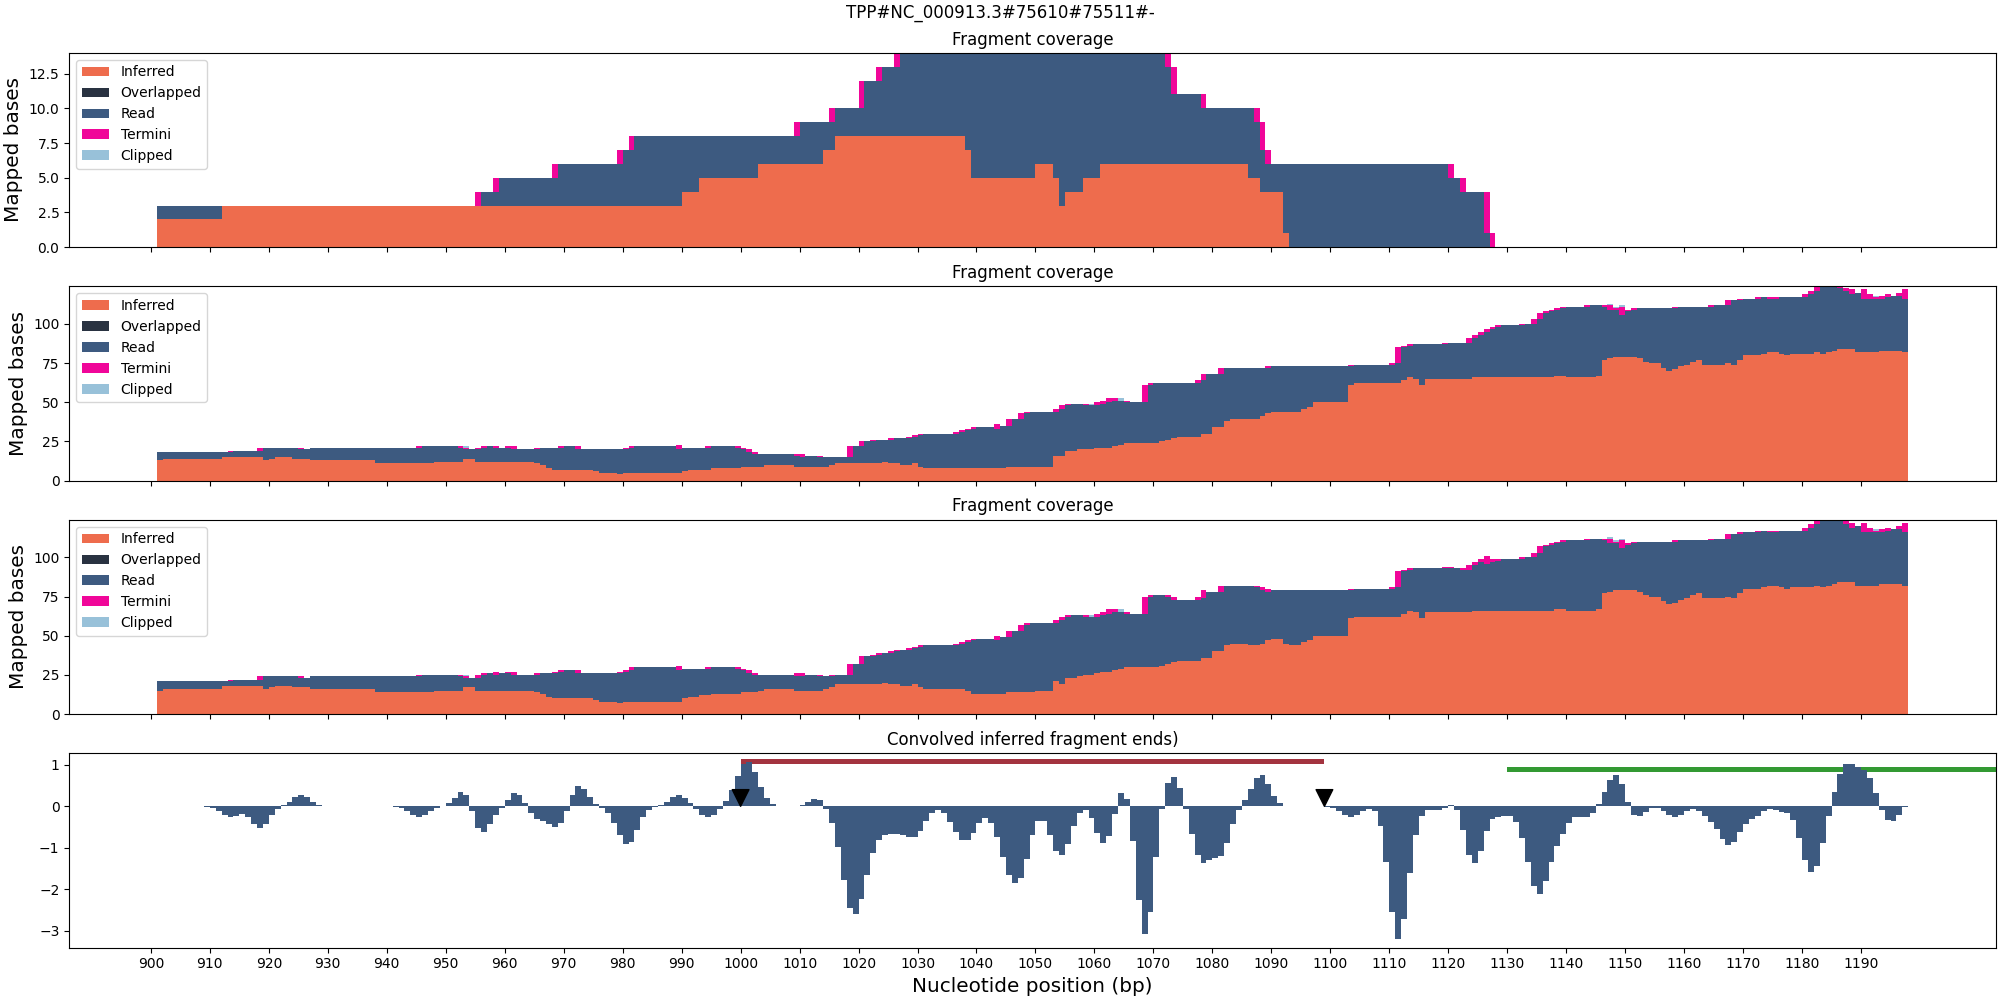 TPP#NC_000913.3#75610#75511#-
Fragment coverage
Mapped bases
12.5
10.0
7.5
5.0
2.5
0.0
Inferred
Overlapped
Read
Termini
Clipped
Fragment coverage
Mapped bases
100
75
50
25
0
Inferred
Overlapped
Read
Termini
Clipped
Fragment coverage
Mapped bases
100
75
50
25
0
Inferred
Overlapped
Read
Termini
Clipped
Convolved inferred fragment ends)
1
0
−1
−2
−3
900 910 920 930 940 950 960 970 980 990 1000 1010 1020 1030 1040 1050 1060 1070 1080 1090 1100 1110 1120 1130 1140 1150 1160 1170 1180 1190
Nucleotide position (bp)